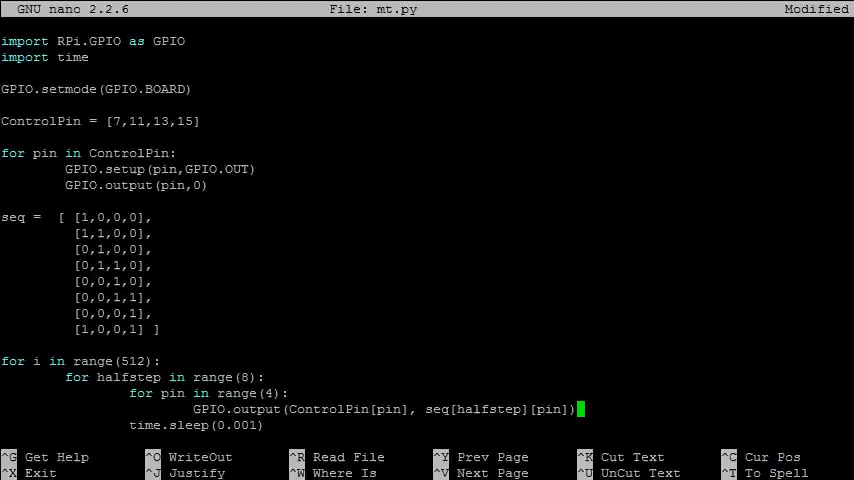 GNU nano 2.2.6 File: mt.py Modified
import RPi.GPIO as GPIO
import time
GPIO.setmode(GPIO.BOARD)
ControlPin = [7,11,13,15]
for pin in ControlPin:
        GPIO.setup(pin,GPIO.OUT)
        GPIO.output(pin,0)
seq =  [ [1,0,0,0],
         [1,1,0,0],
         [0,1,0,0],
         [0,1,1,0],
         [0,0,1,0],
         [0,0,1,1],
         [0,0,0,1],
         [1,0,0,1] ]
for i in range(512):
        for halfstep in range(8):
                for pin in range(4):
                        GPIO.output(ControlPin[pin], seq[halfstep][pin])
                time.sleep(0.001)
^G Get Help ^O WriteOut ^R Read File ^Y Prev Page ^K Cut Text ^C Cur Pos
^X Exit ^J Justify ^W Where Is ^V Next Page ^U UnCut Text ^T To Spell